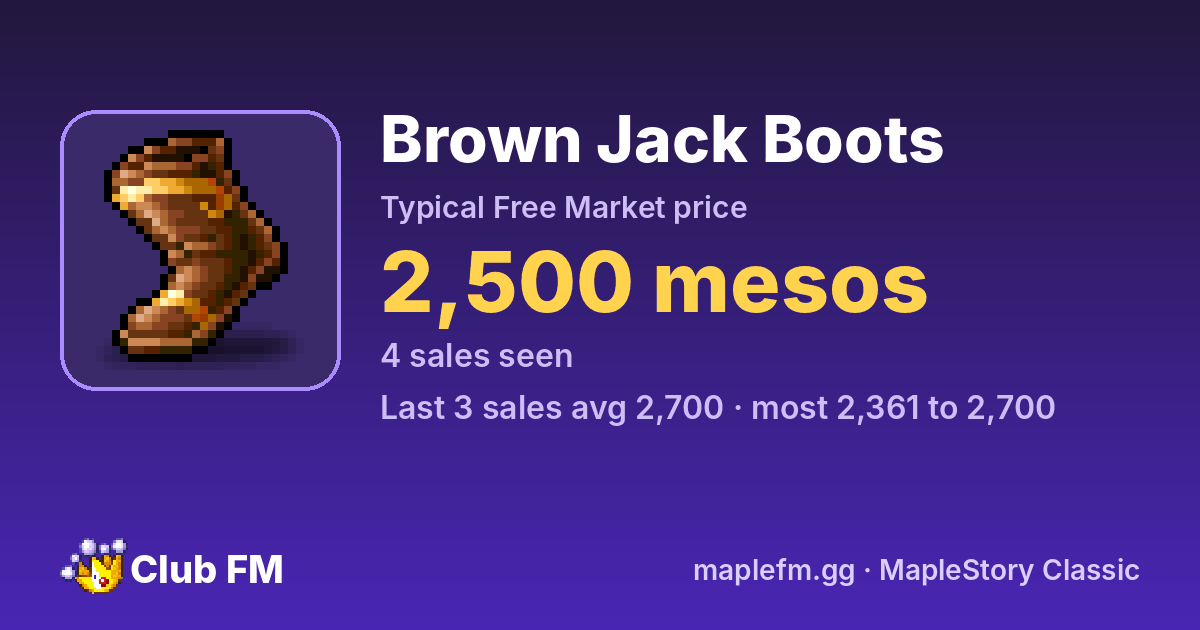 Brown Jack Boots
Typical Free Market price
2,500 mesos
4 sales seen
Last 3 sales avg 2,700 · most 2,361 to 2,700
Club FM
maplefm.gg · MapleStory Classic